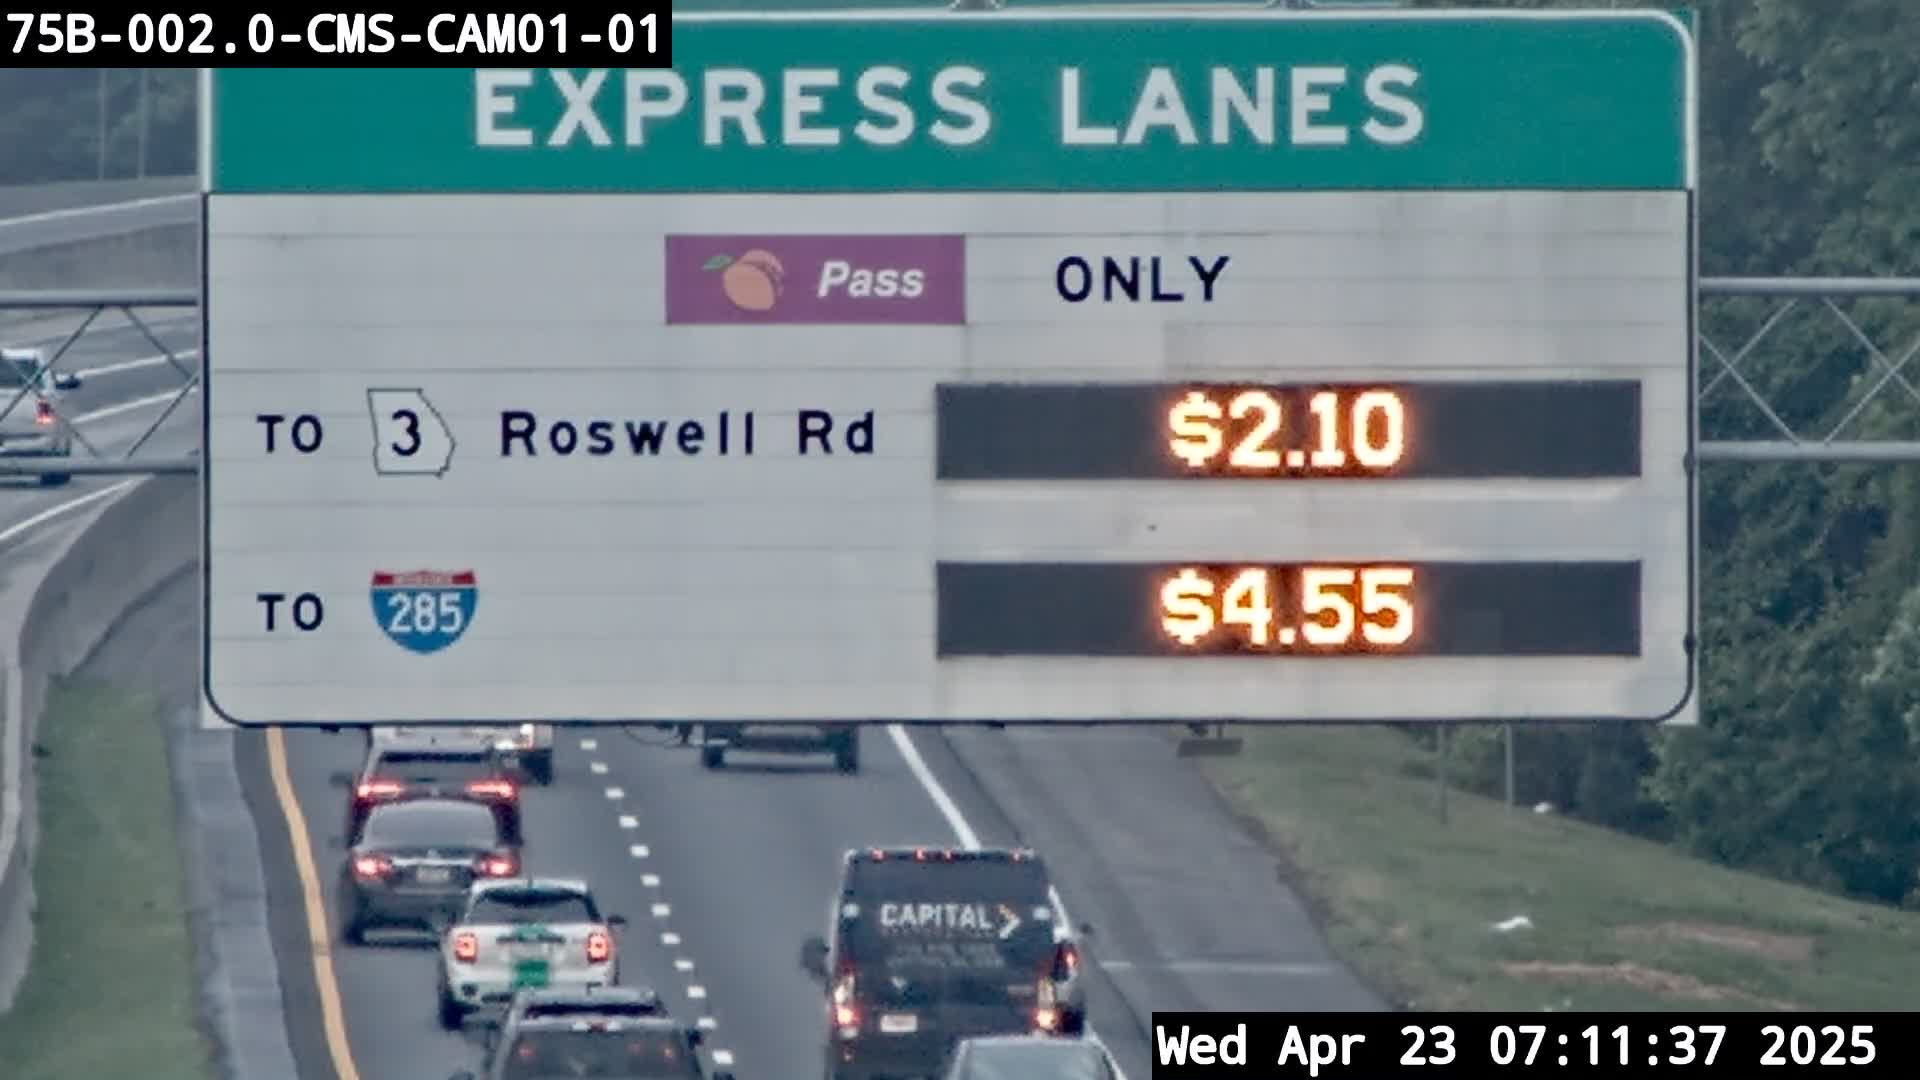 75B-002.0-CMS-CAM01-01
EXPRESS LANES
Pass ONLY
TO 3 Roswell Rd $2.10
TO 285 $4.55
CAPITAL
Wed Apr 23 07:11:37 2025